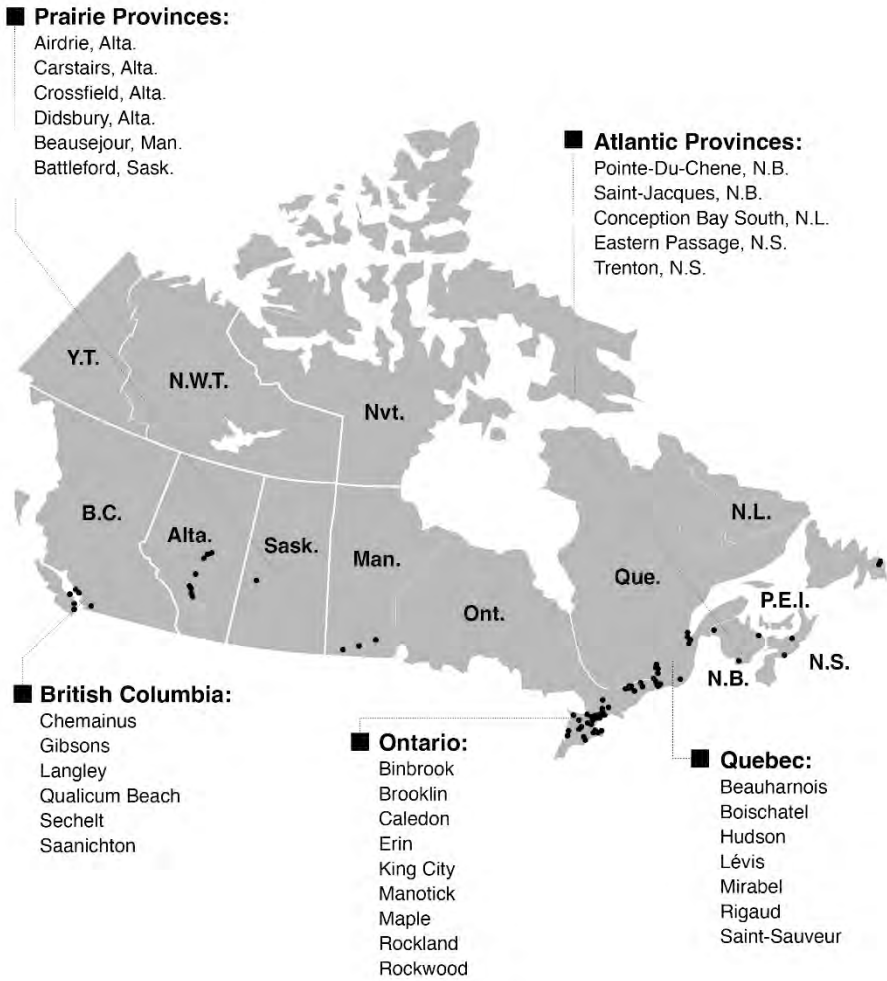 Prairie Provinces:
Airdrie, Alta.
Carstairs, Alta.
Crossfield, Alta.
Didsbury, Alta.
Beausejour, Man.
Battleford, Sask.
Atlantic Provinces:
Pointe-Du-Chene, N.B.
Saint-Jacques, N.B.
Conception Bay South, N.L.
Eastern Passage, N.S.
Trenton, N.S.
Y.T.
N.W.T.
Nvt.
B.C.
Alta.
Sask.
Man.
Ont.
Que.
N.L.
P.E.I.
N.B.
N.S.
British Columbia:
Chemainus
Gibsons
Langley
Qualicum Beach
Sechelt
Saanichton
Ontario:
Binbrook
Brooklin
Caledon
Erin
King City
Manotick
Maple
Rockland
Rockwood
Quebec:
Beauharnois
Boischatel
Hudson
Lévis
Mirabel
Rigaud
Saint-Sauveur